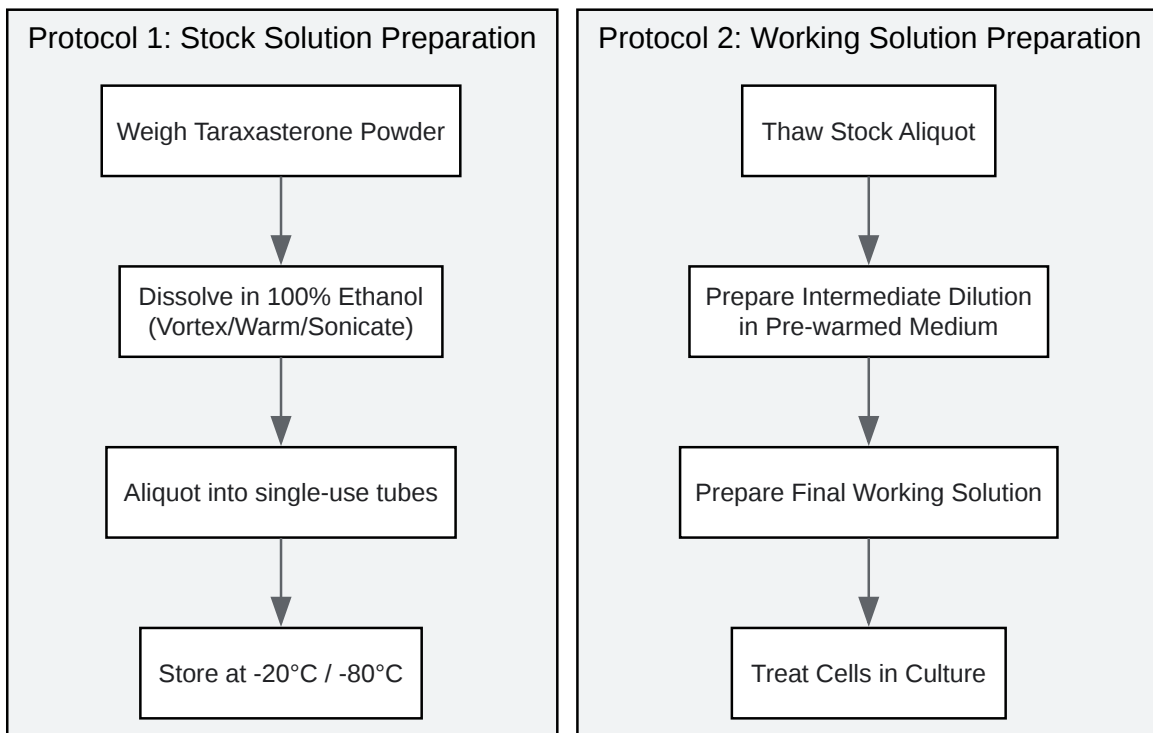 Protocol 1: Stock Solution Preparation
Weigh Taraxasterone Powder
Dissolve in 100% Ethanol
(Vortex/Warm/Sonicate)
Aliquot into single-use tubes
Store at -20°C / -80°C
Protocol 2: Working Solution Preparation
Thaw Stock Aliquot
Prepare Intermediate Dilution
in Pre-warmed Medium
Prepare Final Working Solution
Treat Cells in Culture